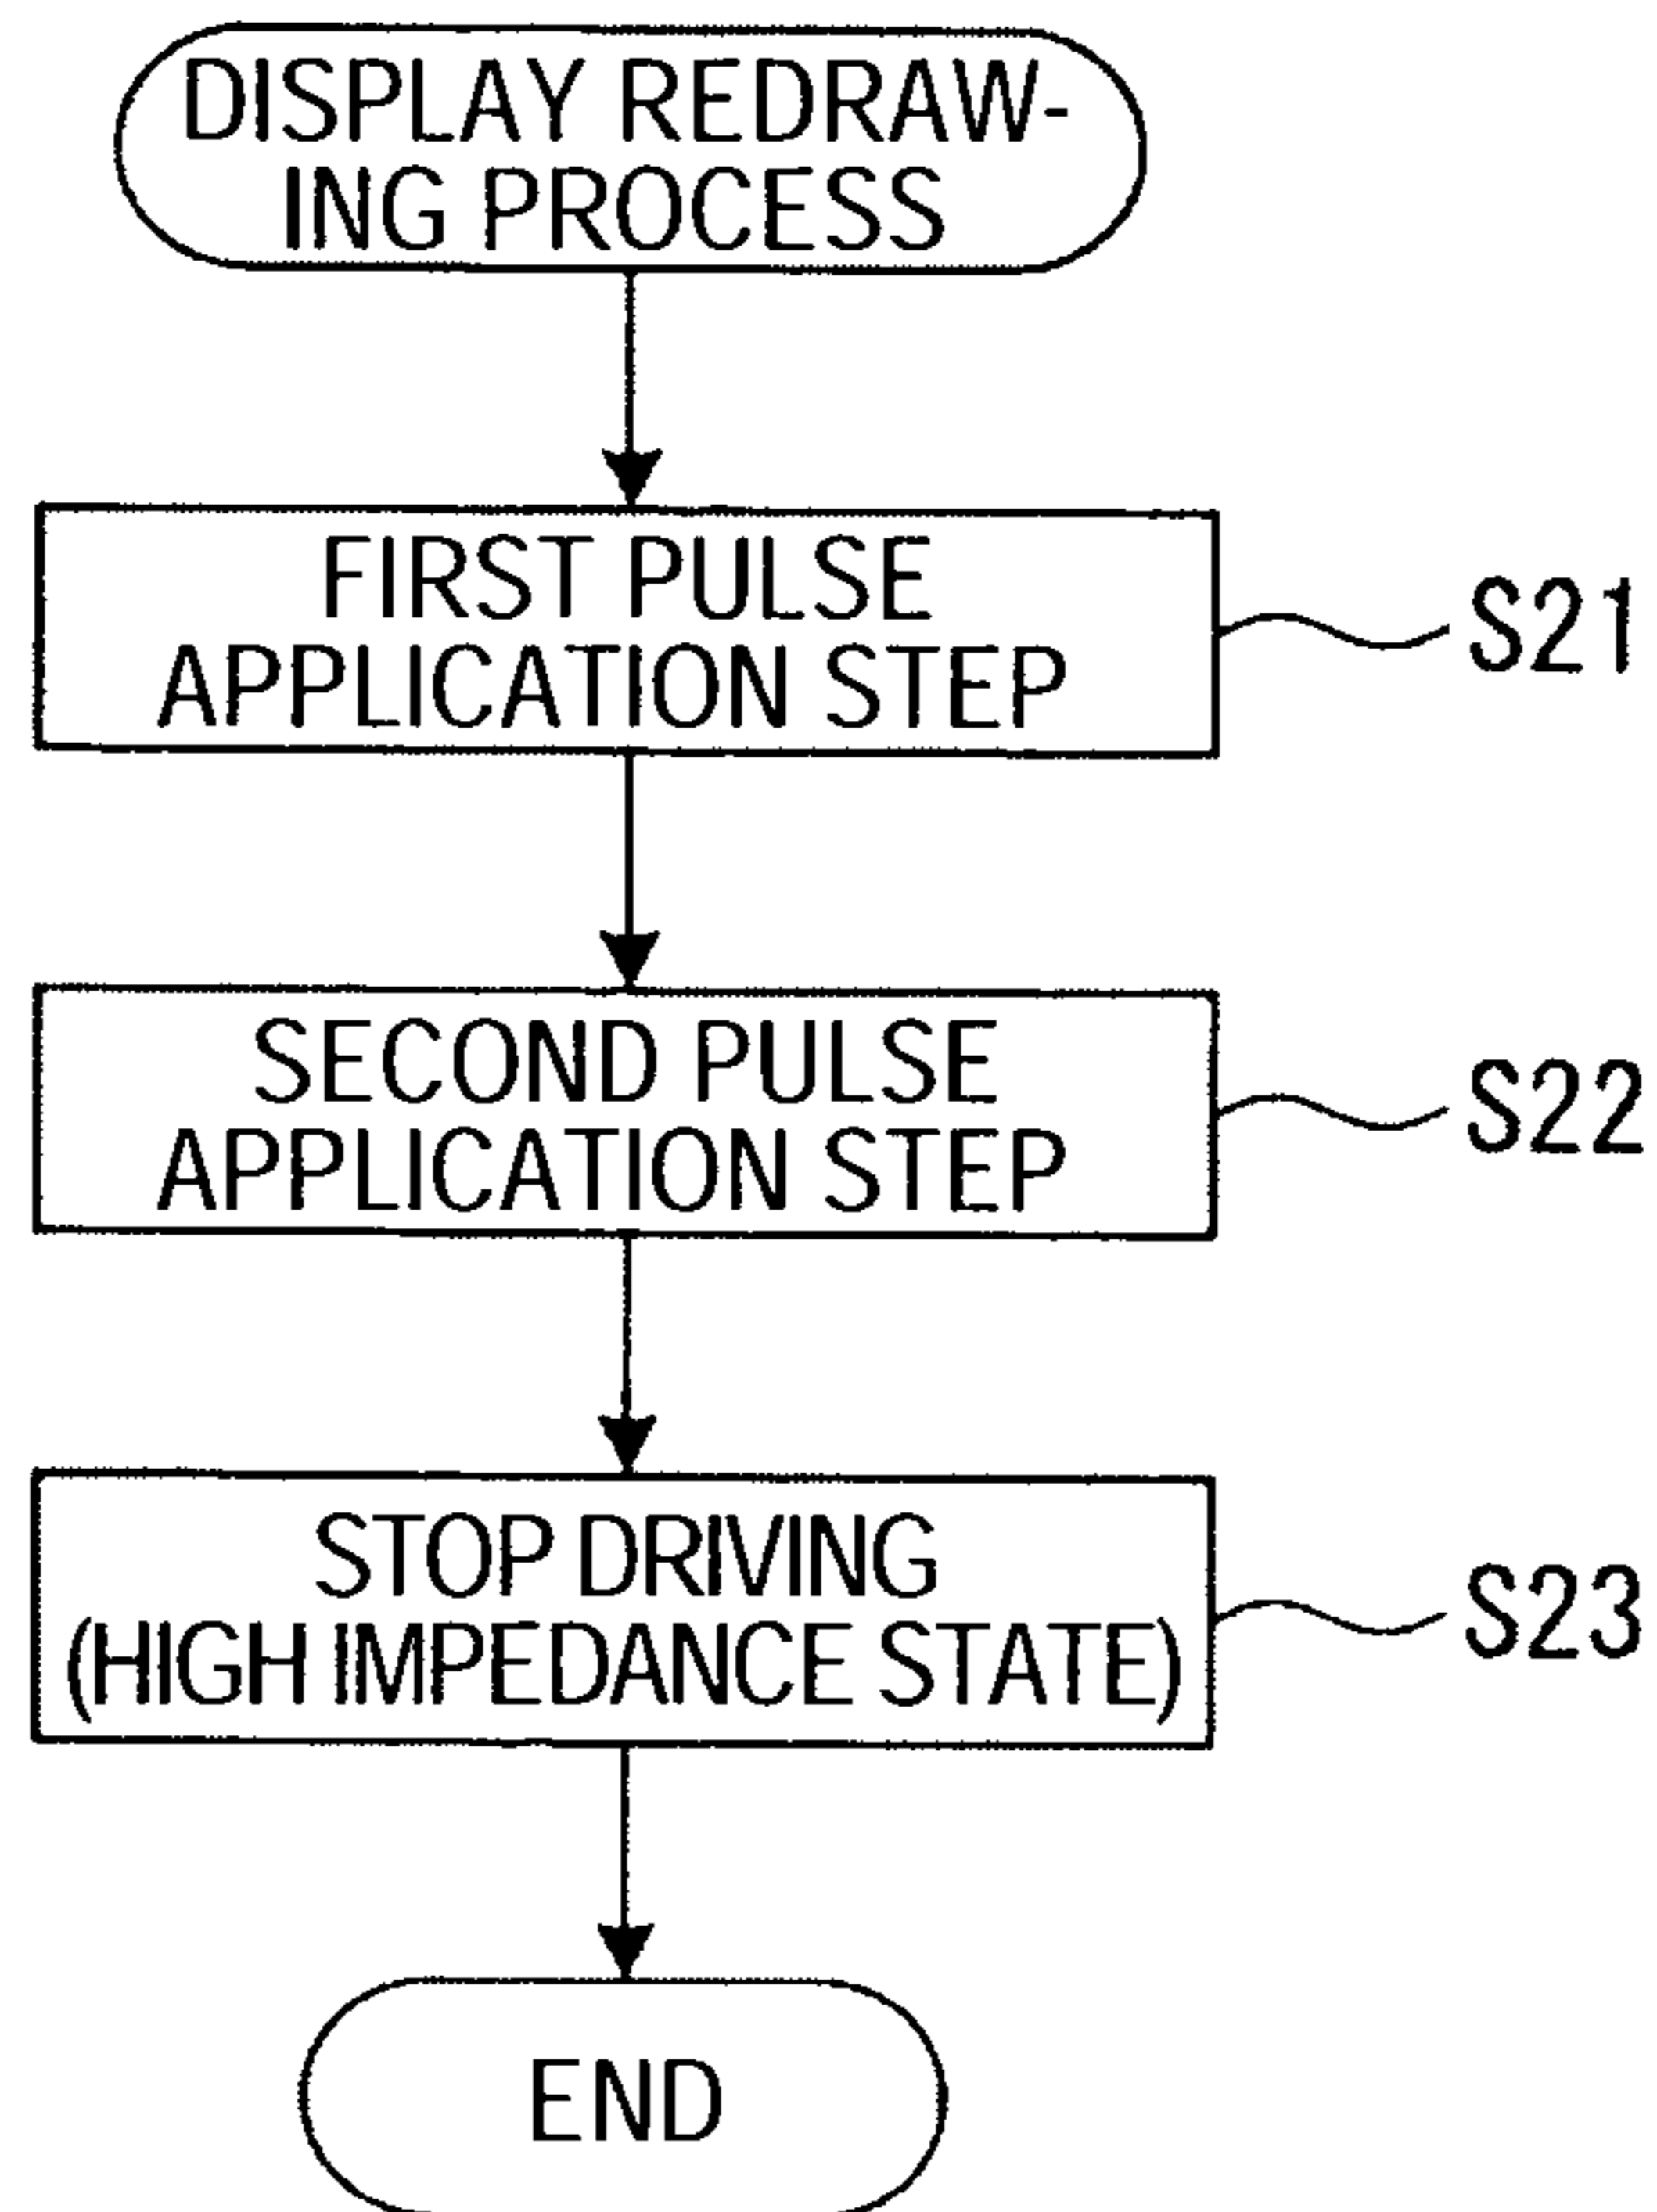 DISPLAY REDRAW-
ING PROCESS
FIRST PULSE
APPLICATION STEP
S21
SECOND PULSE
APPLICATION STEP
S22
STOP DRIVING
(HIGH IMPEDANCE STATE)
S23
END